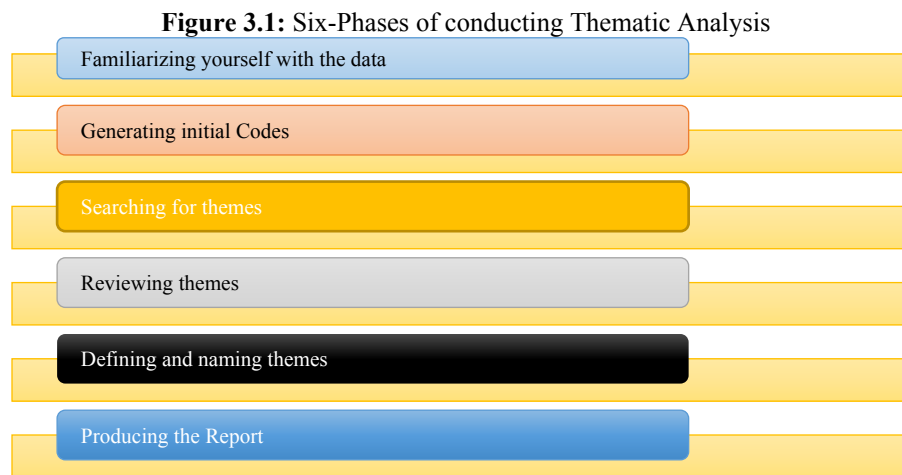 Figure 3.1: Six-Phases of conducting Thematic Analysis
Familiarizing yourself with the data
Generating initial Codes
Searching for themes
Reviewing themes
Defining and naming themes
Producing the Report